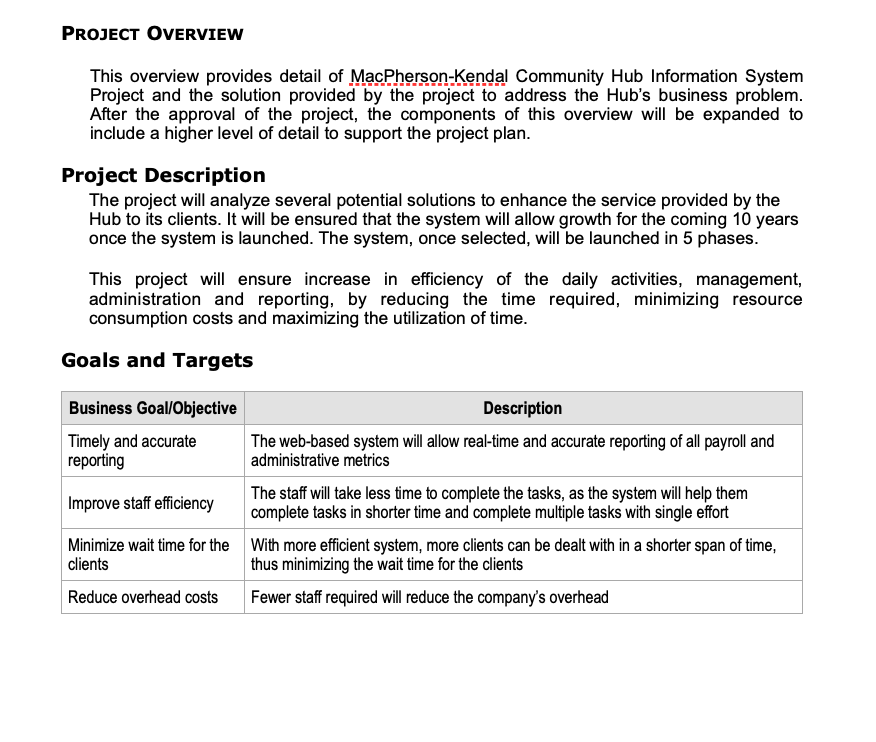 PROJECT OVERVIEW
This overview provides detail of MacPherson-Kendal Community Hub Information System
Project and the solution provided by the project to address the Hub's business problem.
After the approval of the project, the components of this overview will be expanded to
include a higher level of detail to support the project plan.
Project Description
The project will analyze several potential solutions to enhance the service provided by the
Hub to its clients. It will be ensured that the system will allow growth for the coming 10 years
once the system is launched. The system, once selected, will be launched in 5 phases.
This project will ensure increase in efficiency of the daily activities, management,
administration and reporting, by reducing the time required, minimizing resource
consumption costs and maximizing the utilization of time.
Goals and Targets
Business Goal/Objective Description
Timely and accurate
reporting
The web-based system will allow real-time and accurate reporting of all payroll and
administrative metrics
Improve staff efficiency
The staff will take less time to complete the tasks, as the system will help them
complete tasks in shorter time and complete multiple tasks with single effort
Minimize wait time for the
clients
With more efficient system, more clients can be dealt with in a shorter span of time,
thus minimizing the wait time for the clients
Reduce overhead costs
Fewer staff required will reduce the company's overhead